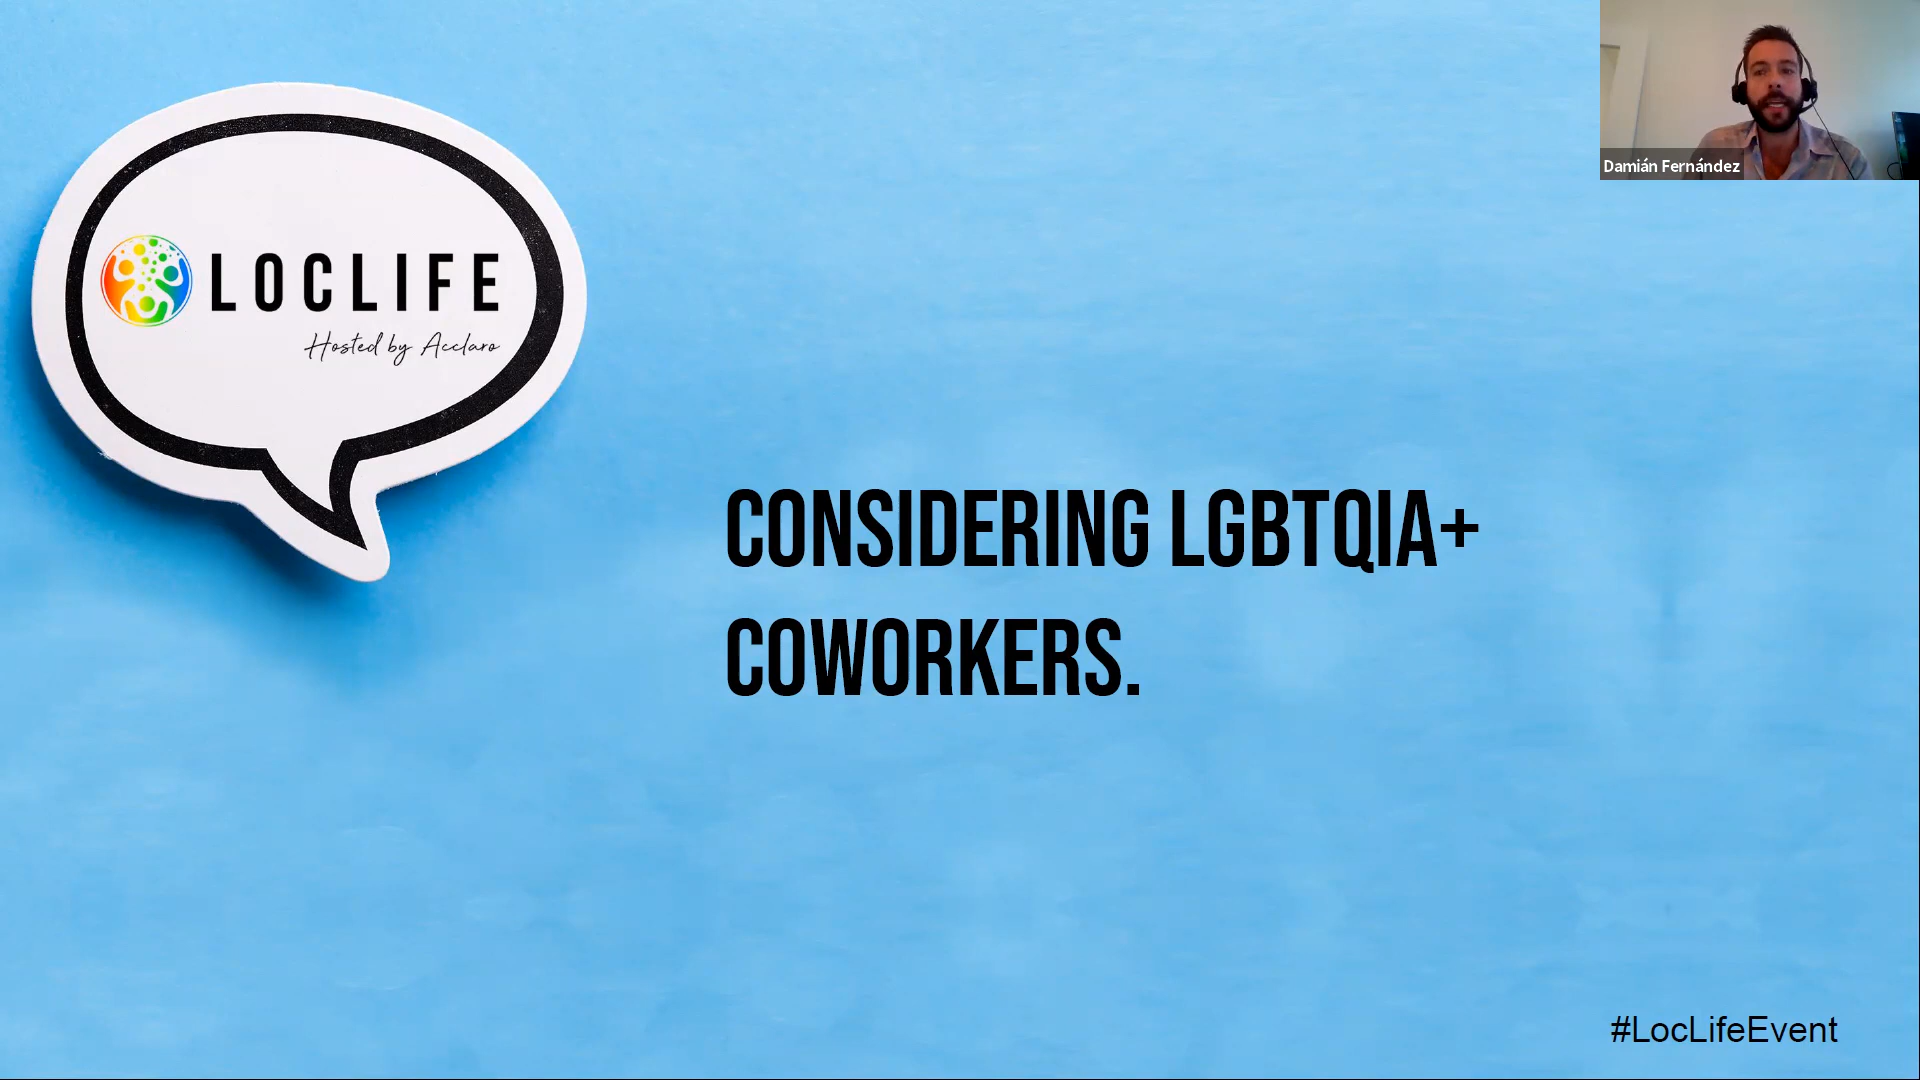 LOCLIFE
Hosted by Acclaro
Damián Fernández
CONSIDERING LGBTQIA+
COWORKERS.
#LocLifeEvent